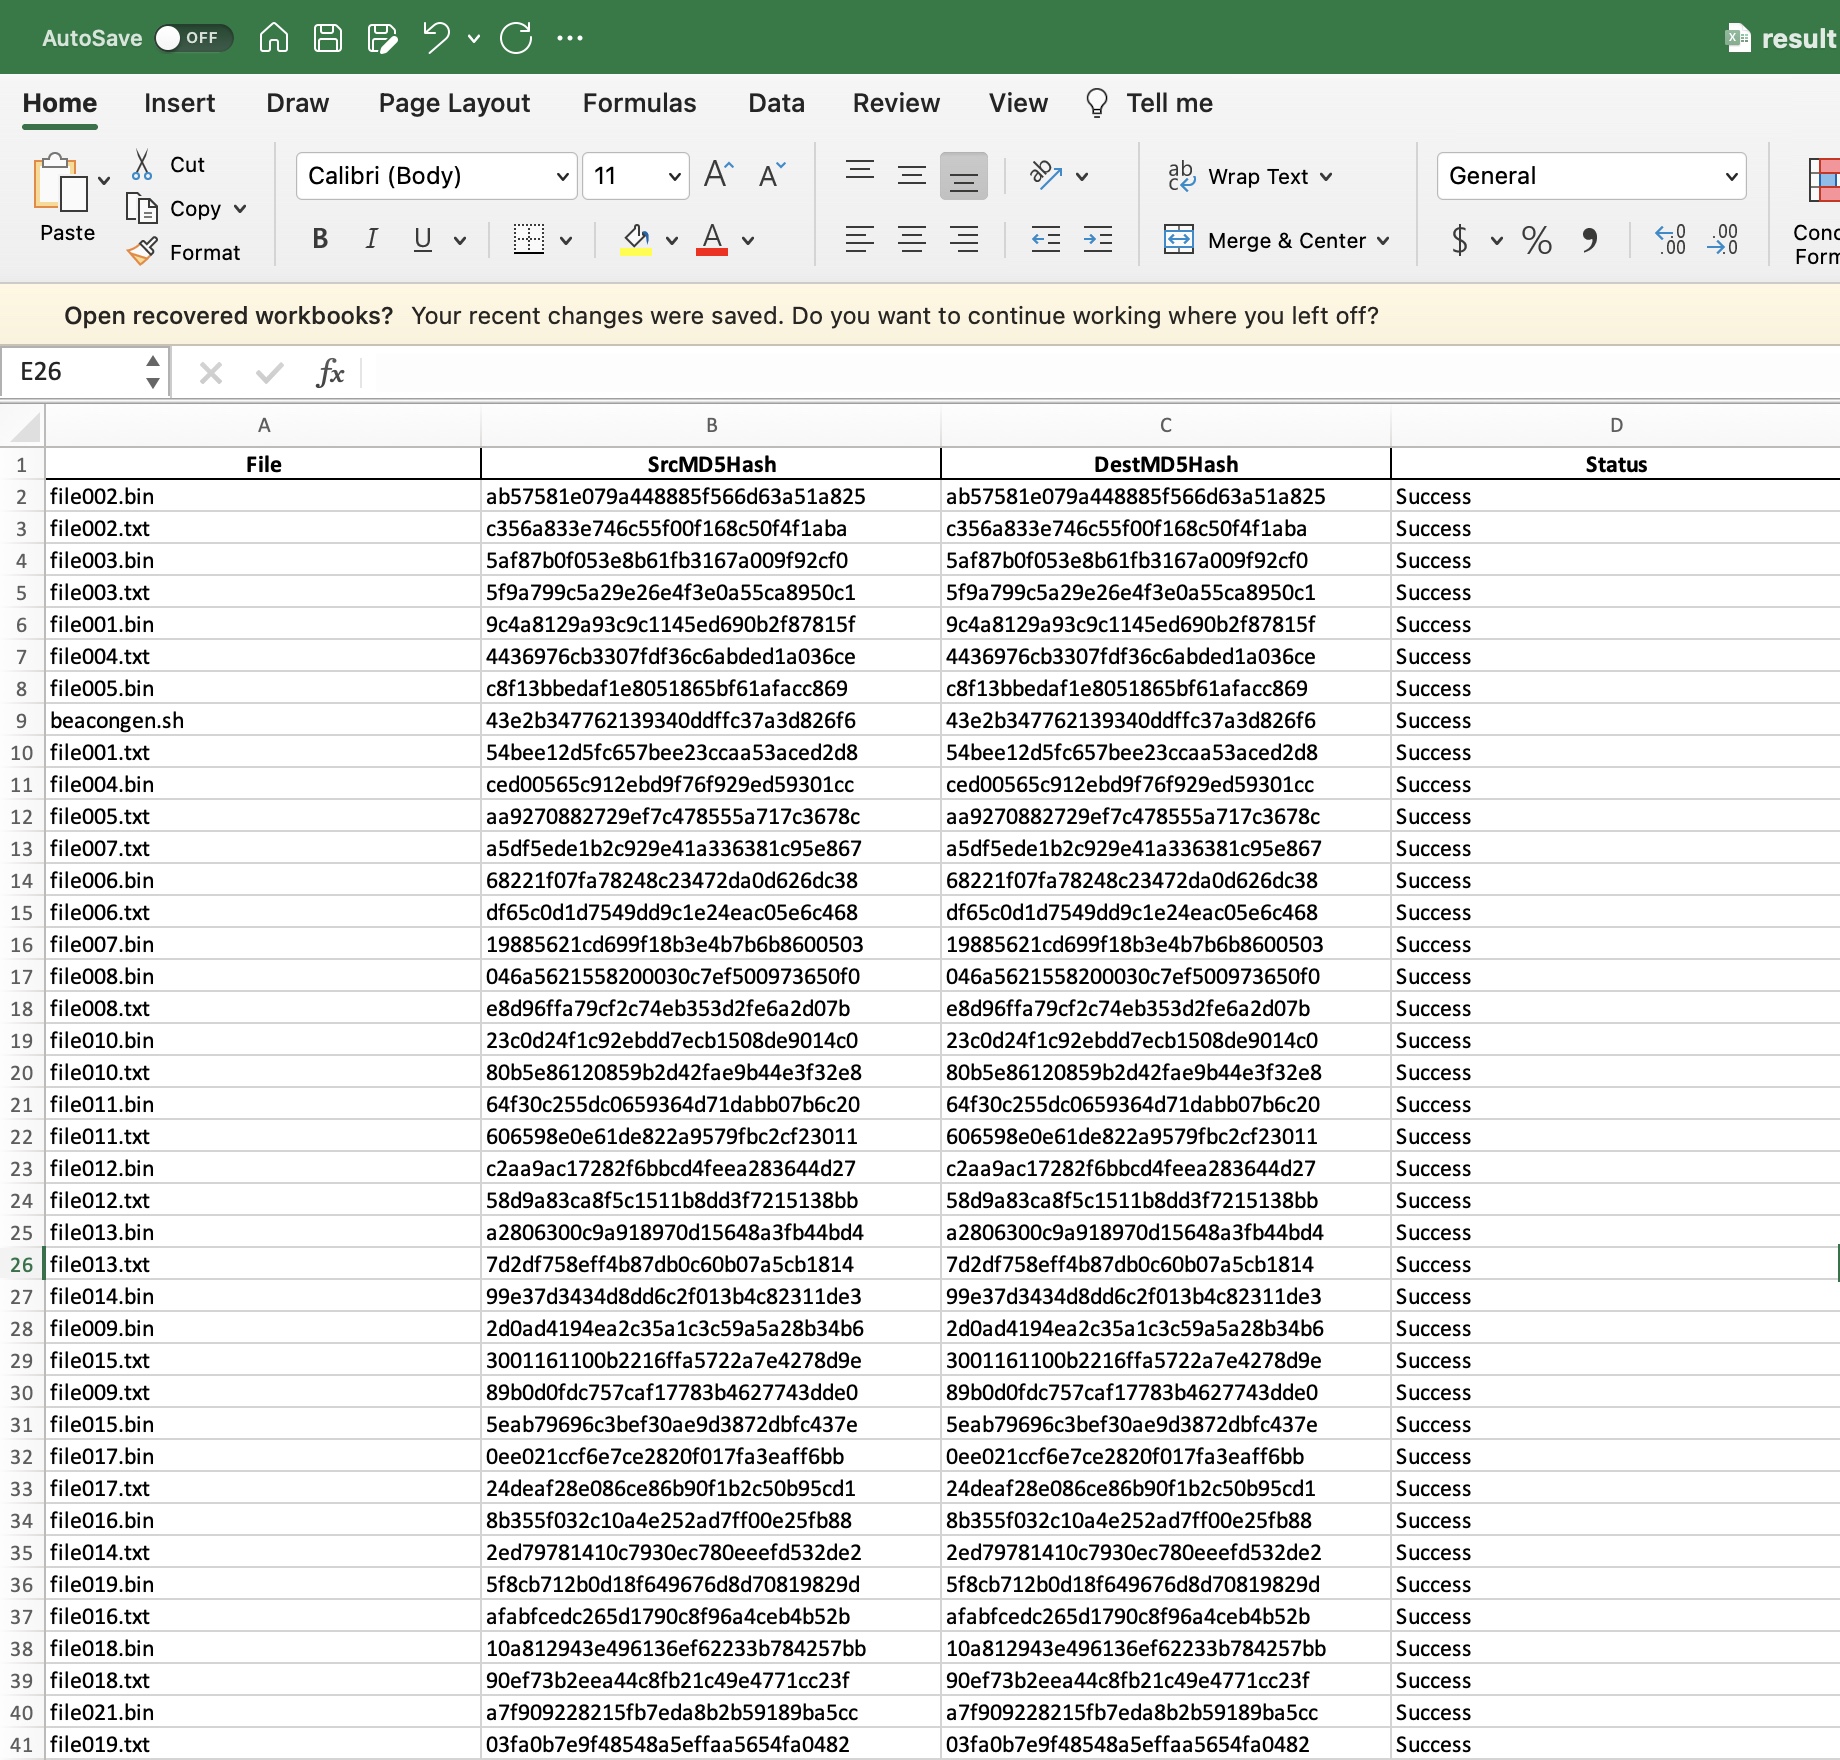 AutoSave OFF result
Home Insert Draw Page Layout Formulas Data Review View Tell me
Paste Cut Copy Format
Calibri (Body) 11 A A
B I U A
ab Wrap Text
Merge & Center
General
$ % 9 .0 .00 .00 .0
Cond
Form
Open recovered workbooks? Your recent changes were saved. Do you want to continue working where you left off?
E26 fx
A B C D
1 File SrcMD5Hash DestMD5Hash Status
2 file002.bin ab57581e079a448885f566d63a51a825 ab57581e079a448885f566d63a51a825 Success
3 file002.txt c356a833e746c55f00f168c50f4f1aba c356a833e746c55f00f168c50f4f1aba Success
4 file003.bin 5af87b0f053e8b61fb3167a009f92cf0 5af87b0f053e8b61fb3167a009f92cf0 Success
5 file003.txt 5f9a799c5a29e26e4f3e0a55ca8950c1 5f9a799c5a29e26e4f3e0a55ca8950c1 Success
6 file001.bin 9c4a8129a93c9c1145ed690b2f87815f 9c4a8129a93c9c1145ed690b2f87815f Success
7 file004.txt 4436976cb3307fdf36c6abded1a036ce 4436976cb3307fdf36c6abded1a036ce Success
8 file005.bin c8f13bbedaf1e8051865bf61afacc869 c8f13bbedaf1e8051865bf61afacc869 Success
9 beacongen.sh 43e2b347762139340ddffc37a3d826f6 43e2b347762139340ddffc37a3d826f6 Success
10 file001.txt 54bee12d5fc657bee23ccaa53aced2d8 54bee12d5fc657bee23ccaa53aced2d8 Success
11 file004.bin ced00565c912ebd9f76f929ed59301cc ced00565c912ebd9f76f929ed59301cc Success
12 file005.txt aa9270882729ef7c478555a717c3678c aa9270882729ef7c478555a717c3678c Success
13 file007.txt a5df5ede1b2c929e41a336381c95e867 a5df5ede1b2c929e41a336381c95e867 Success
14 file006.bin 68221f07fa78248c23472da0d626dc38 68221f07fa78248c23472da0d626dc38 Success
15 file006.txt df65c0d1d7549dd9c1e24eac05e6c468 df65c0d1d7549dd9c1e24eac05e6c468 Success
16 file007.bin 19885621cd699f18b3e4b7b6b8600503 19885621cd699f18b3e4b7b6b8600503 Success
17 file008.bin 046a5621558200030c7ef500973650f0 046a5621558200030c7ef500973650f0 Success
18 file008.txt e8d96ffa79cf2c74eb353d2fe6a2d07b e8d96ffa79cf2c74eb353d2fe6a2d07b Success
19 file010.bin 23c0d24f1c92ebdd7ecb1508de9014c0 23c0d24f1c92ebdd7ecb1508de9014c0 Success
20 file010.txt 80b5e86120859b2d42fae9b44e3f32e8 80b5e86120859b2d42fae9b44e3f32e8 Success
21 file011.bin 64f30c255dc0659364d71dabb07b6c20 64f30c255dc0659364d71dabb07b6c20 Success
22 file011.txt 606598e0e61de822a9579fbc2cf23011 606598e0e61de822a9579fbc2cf23011 Success
23 file012.bin c2aa9ac17282f6bbcd4feea283644d27 c2aa9ac17282f6bbcd4feea283644d27 Success
24 file012.txt 58d9a83ca8f5c1511b8dd3f7215138bb 58d9a83ca8f5c1511b8dd3f7215138bb Success
25 file013.bin a2806300c9a918970d15648a3fb44bd4 a2806300c9a918970d15648a3fb44bd4 Success
26 file013.txt 7d2df758eff4b87db0c60b07a5cb1814 7d2df758eff4b87db0c60b07a5cb1814 Success
27 file014.bin 99e37d3434d8dd6c2f013b4c82311de3 99e37d3434d8dd6c2f013b4c82311de3 Success
28 file009.bin 2d0ad4194ea2c35a1c3c59a5a28b34b6 2d0ad4194ea2c35a1c3c59a5a28b34b6 Success
29 file015.txt 3001161100b2216ffa5722a7e4278d9e 3001161100b2216ffa5722a7e4278d9e Success
30 file009.txt 89b0d0fdc757caf17783b4627743dde0 89b0d0fdc757caf17783b4627743dde0 Success
31 file015.bin 5eab79696c3bef30ae9d3872dbfc437e 5eab79696c3bef30ae9d3872dbfc437e Success
32 file017.bin 0ee021ccf6e7ce2820f017fa3eaff6bb 0ee021ccf6e7ce2820f017fa3eaff6bb Success
33 file017.txt 24deaf28e086ce86b90f1b2c50b95cd1 24deaf28e086ce86b90f1b2c50b95cd1 Success
34 file016.bin 8b355f032c10a4e252ad7ff00e25fb88 8b355f032c10a4e252ad7ff00e25fb88 Success
35 file014.txt 2ed79781410c7930ec780eeefd532de2 2ed79781410c7930ec780eeefd532de2 Success
36 file019.bin 5f8cb712b0d18f649676d8d70819829d 5f8cb712b0d18f649676d8d70819829d Success
37 file016.txt afabfcedc265d1790c8f96a4ceb4b52b afabfcedc265d1790c8f96a4ceb4b52b Success
38 file018.bin 10a812943e496136ef62233b784257bb 10a812943e496136ef62233b784257bb Success
39 file018.txt 90ef73b2eea44c8fb21c49e4771cc23f 90ef73b2eea44c8fb21c49e4771cc23f Success
40 file021.bin a7f909228215fb7eda8b2b59189ba5cc a7f909228215fb7eda8b2b59189ba5cc Success
41 file019.txt 03fa0b7e9f48548a5effaa5654fa0482 03fa0b7e9f48548a5effaa5654fa0482 Success